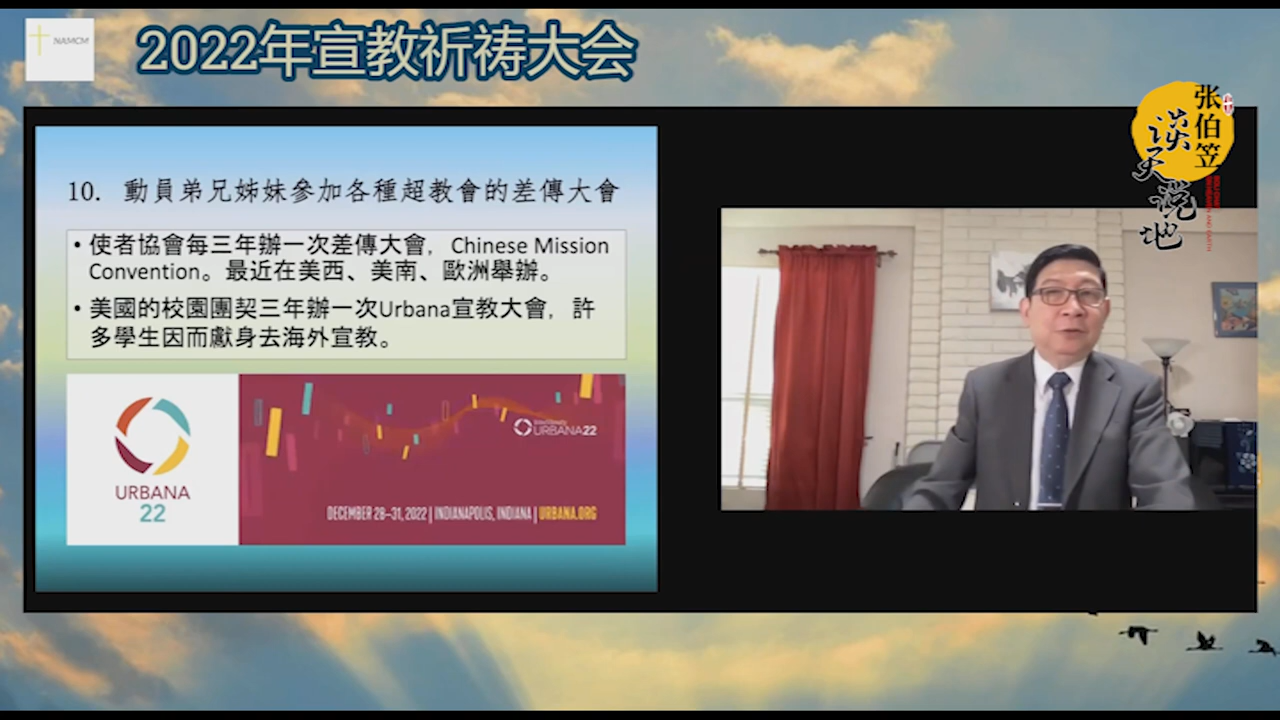 NAMCM
2022年宣教祈祷大会
张伯笠
谈天说地
10. 動員弟兄姊妹參加各種超教會的差傳大會
• 使者協會每三年辦一次差傳大會，Chinese Mission
Convention。最近在美西、美南、歐洲舉辦。
• 美國的校園團契三年辦一次Urbana宣教大會，許
多學生因而獻身去海外宣教。
URBANA
22
URBANA22
DECEMBER 28–31, 2022 | INDIANAPOLIS, INDIANA | URBANA.ORG